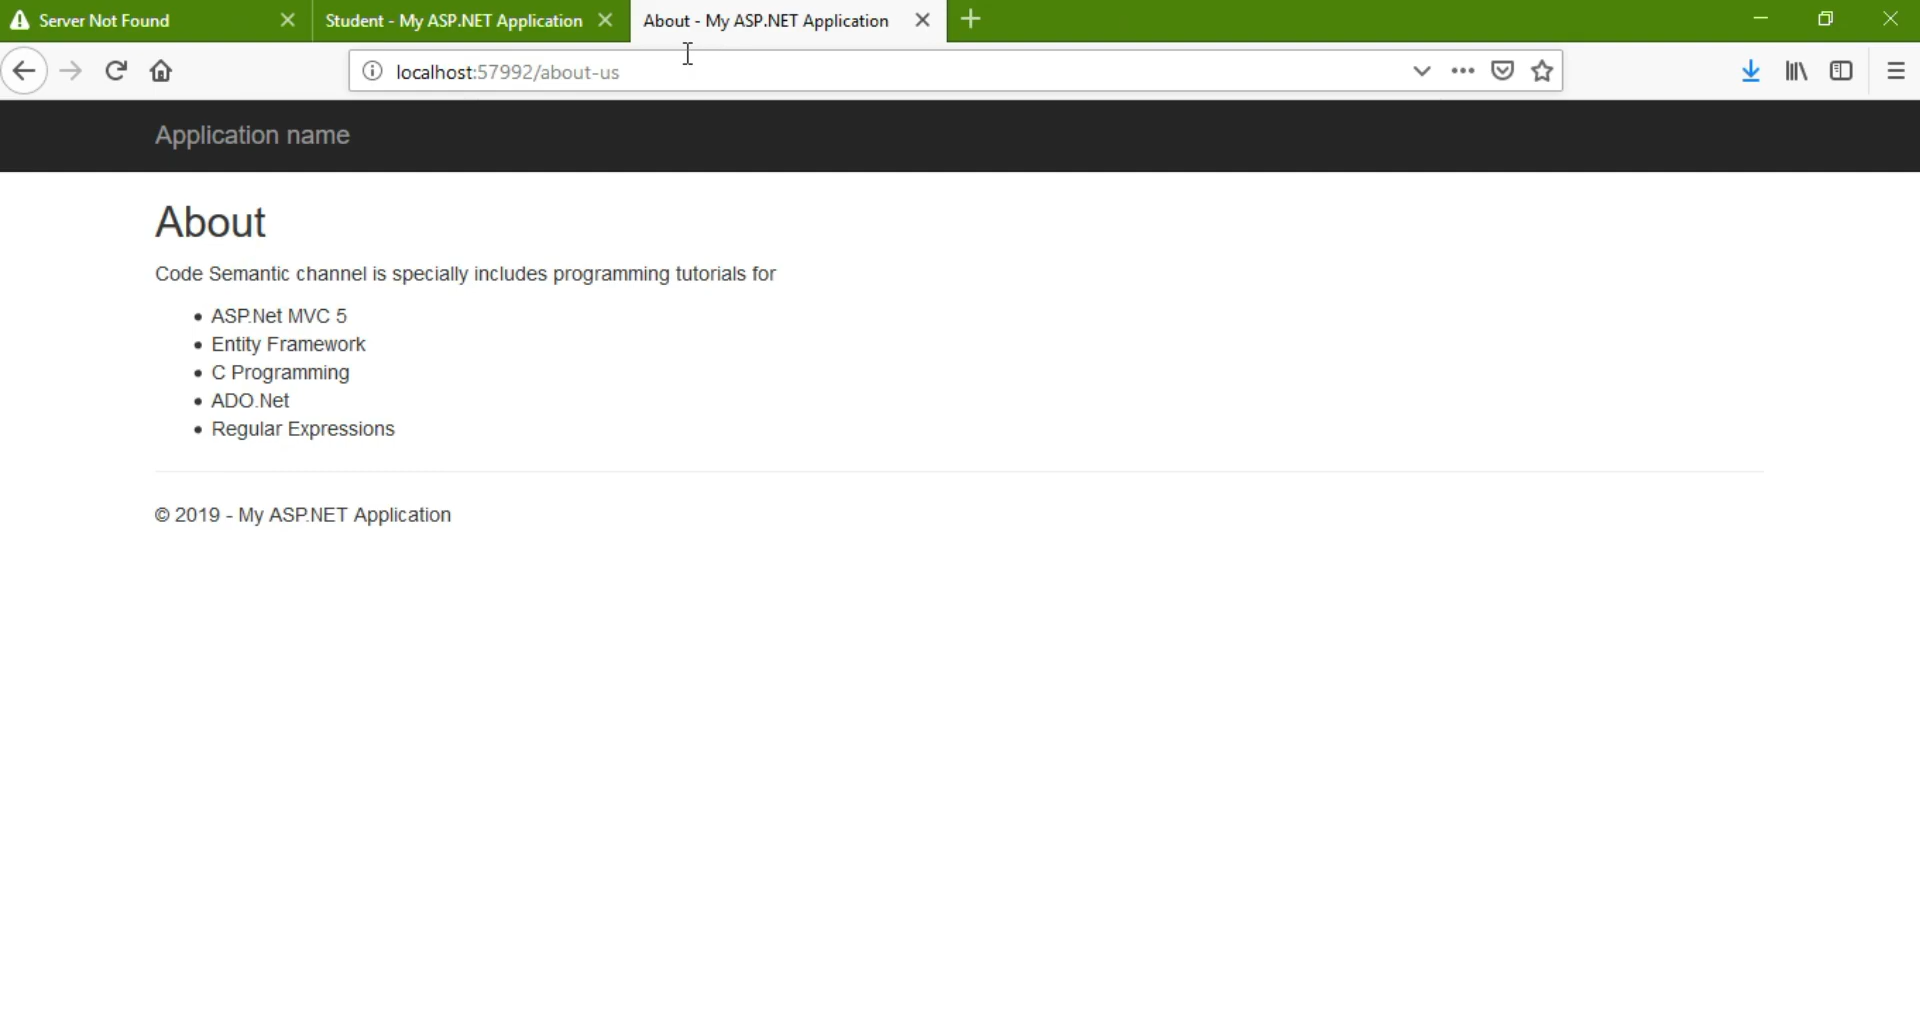 Server Not Found
Student - My ASP.NET Application
About - My ASP.NET Application
localhost:57992/about-us
Application name
About
Code Semantic channel is specially includes programming tutorials for
ASP.Net MVC 5
Entity Framework
C Programming
ADO.Net
Regular Expressions
© 2019 - My ASP.NET Application